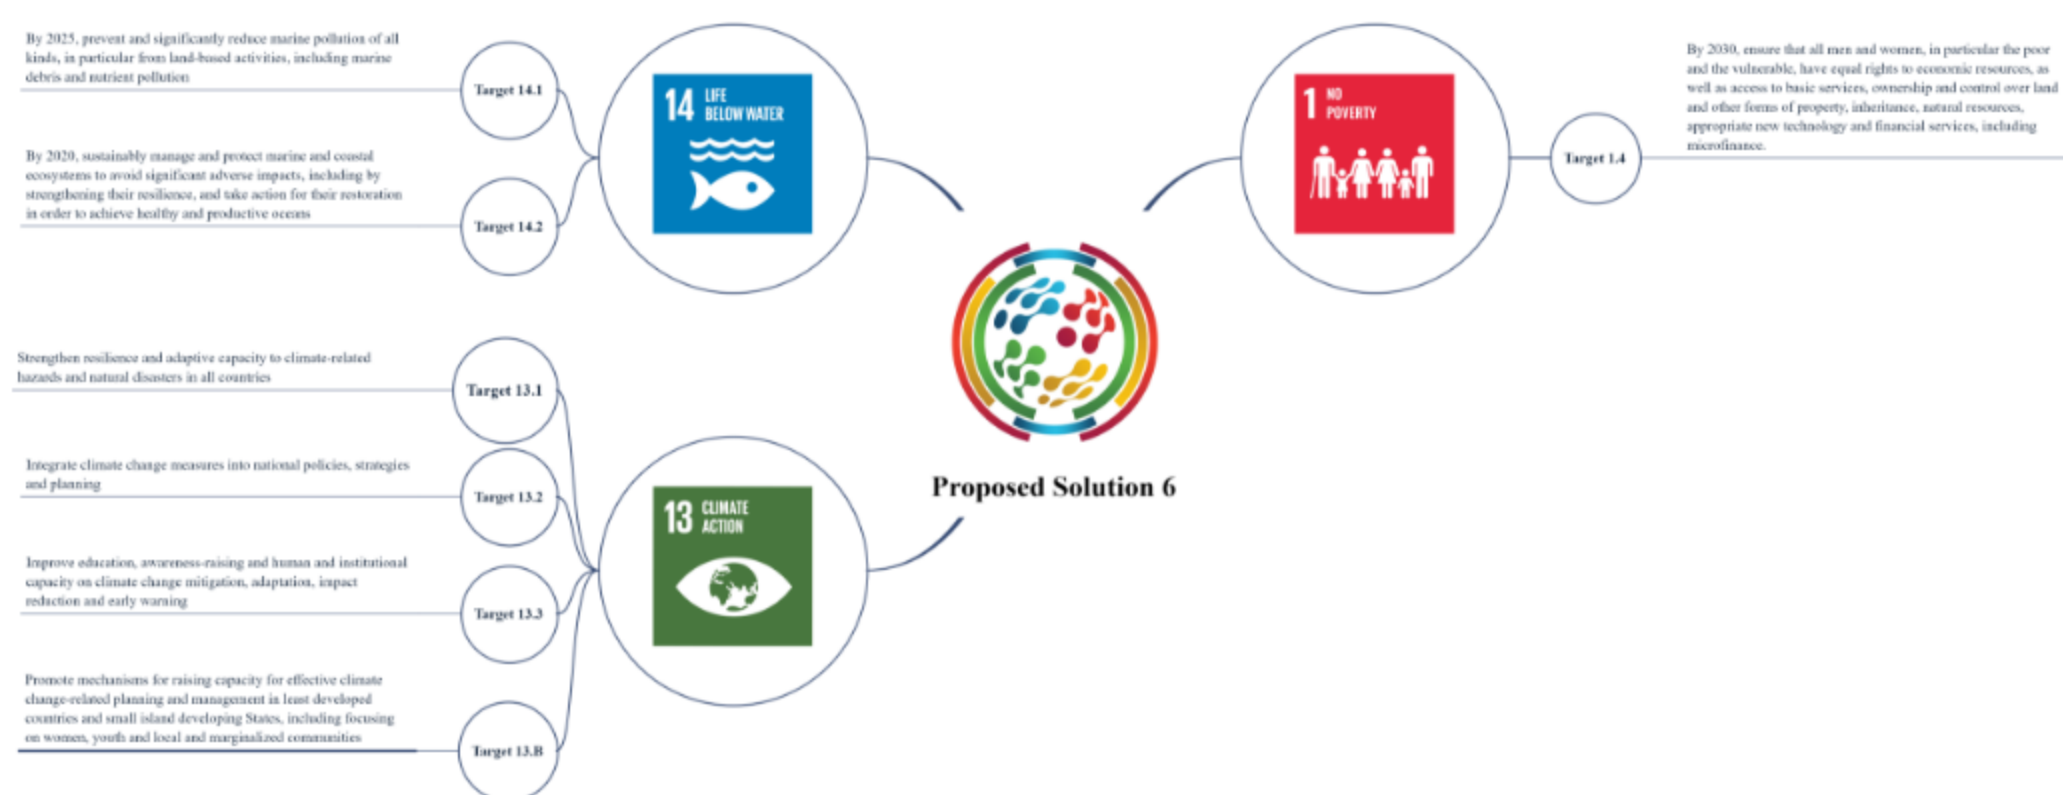 By 2025, prevent and significantly reduce marine pollution of all
kinds, in particular from land-based activities, including marine
debris and nutrient pollution
Target 14.1
By 2020, sustainably manage and protect marine and coastal
ecosystems to avoid significant adverse impacts, including by
strengthening their resilience, and take action for their restoration
in order to achieve healthy and productive oceans
Target 14.2
14 LIFE
BELOW WATER
1 NO
POVERTY
Target 1.4
By 2030, ensure that all men and women, in particular the poor
and the vulnerable, have equal rights to economic resources, as
well as access to basic services, ownership and control over land
and other forms of property, inheritance, natural resources,
appropriate new technology and financial services, including
microfinance.
Proposed Solution 6
Strengthen resilience and adaptive capacity to climate-related
hazards and natural disasters in all countries
Target 13.1
Integrate climate change measures into national policies, strategies
and planning
Target 13.2
Improve education, awareness-raising and human and institutional
capacity on climate change mitigation, adaptation, impact
reduction and early warning
Target 13.3
Promote mechanisms for raising capacity for effective climate
change-related planning and management in least developed
countries and small island developing States, including focusing
on women, youth and local and marginalized communities
Target 13.B
13 CLIMATE
ACTION